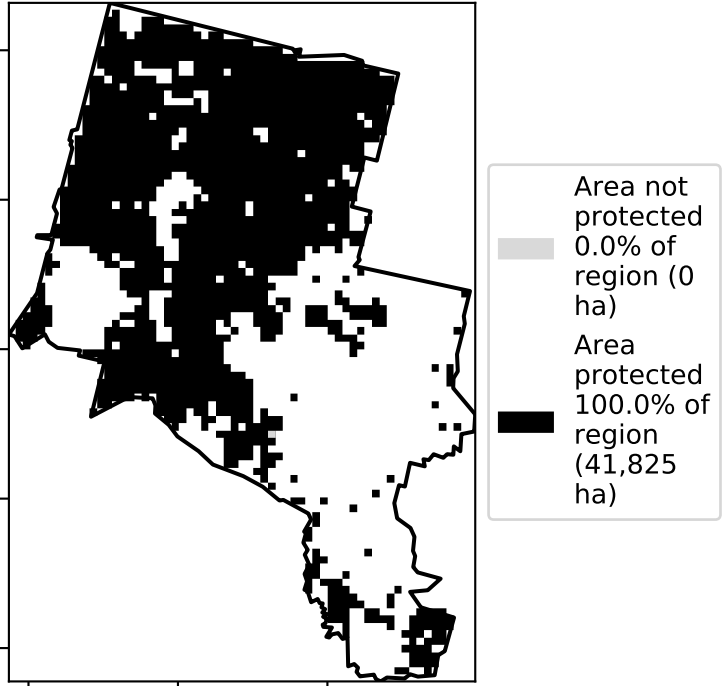 Area not
protected
0.0% of
region (0
ha)
Area
protected
100.0% of
region
(41,825
ha)